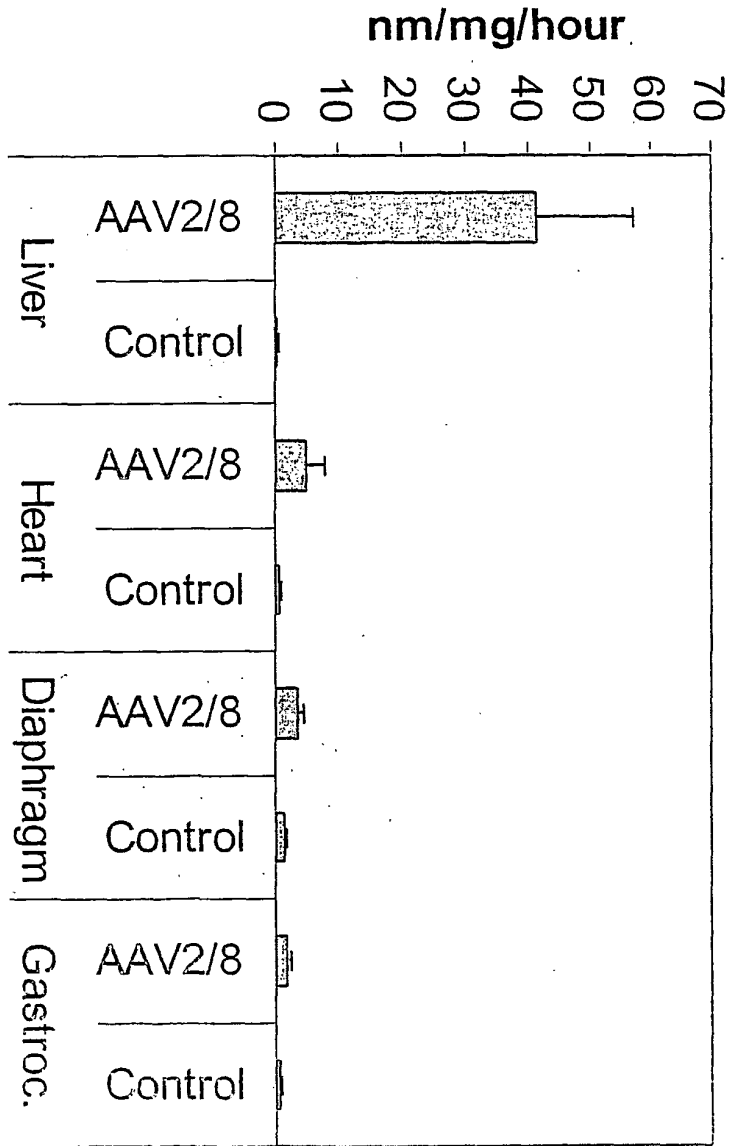 nm/mg/hour
70
60
50
40
30
20
10
0
AAV2/8
Control
AAV2/8
Control
AAV2/8
Control
AAV2/8
Control
Liver
Heart
Diaphragm
Gastroc.